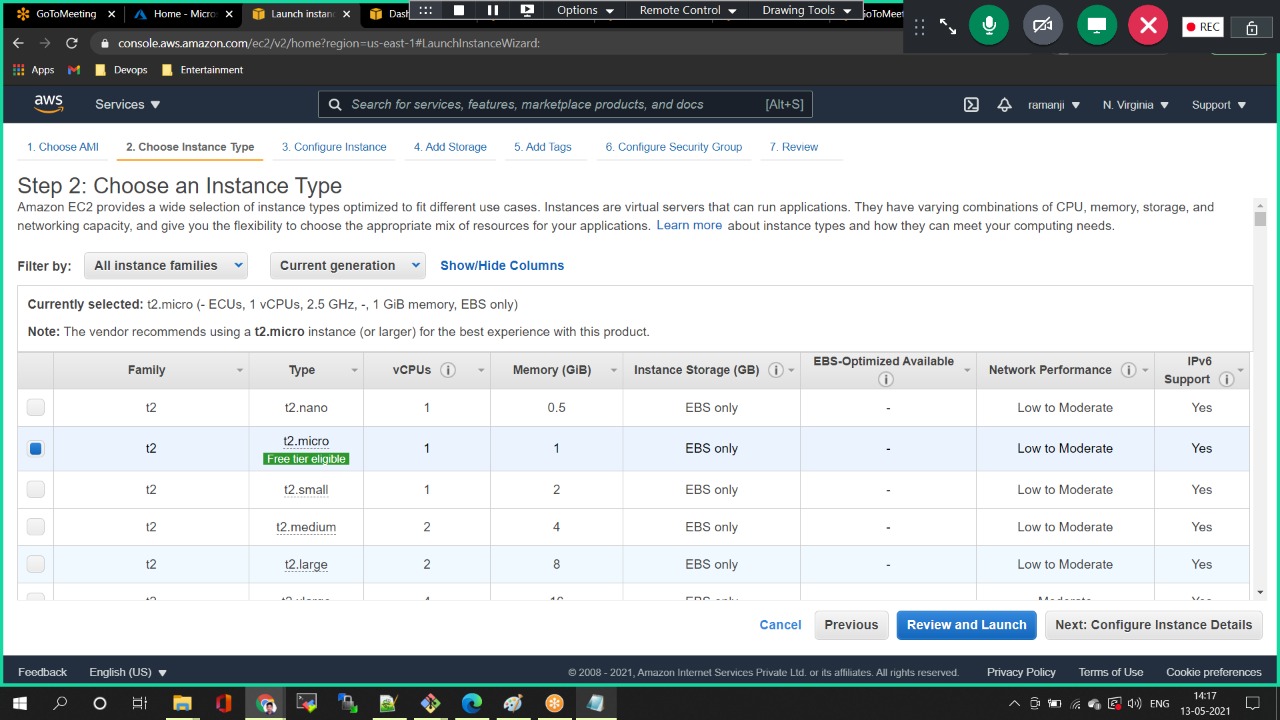 GoToMeeting
Home - Micros
Launch instanc
Das
Options
Remote Control
Drawing Tools
oToMeet
REC
console.aws.amazon.com/ec2/v2/home?region=us-east-1#LaunchInstanceWizard:
Apps
Devops
Entertainment
aws
Services
Search for services, features, marketplace products, and docs
[Alt+S]
ramanji
N. Virginia
Support
1. Choose AMI
2. Choose Instance Type
3. Configure Instance
4. Add Storage
5. Add Tags
6. Configure Security Group
7. Review
Step 2: Choose an Instance Type
Amazon EC2 provides a wide selection of instance types optimized to fit different use cases. Instances are virtual servers that can run applications. They have varying combinations of CPU, memory, storage, and
networking capacity, and give you the flexibility to choose the appropriate mix of resources for your applications. Learn more about instance types and how they can meet your computing needs.
Filter by: All instance families Current generation Show/Hide Columns
Currently selected: t2.micro (- ECUs, 1 vCPUs, 2.5 GHz, -, 1 GiB memory, EBS only)
Note: The vendor recommends using a t2.micro instance (or larger) for the best experience with this product.
Family Type vCPUs Memory (GiB) Instance Storage (GB) EBS-Optimized Available Network Performance IPv6 Support
t2 t2.nano 1 0.5 EBS only - Low to Moderate Yes
t2 t2.micro 1 1 EBS only - Low to Moderate Yes
Free tier eligible
t2 t2.small 1 2 EBS only - Low to Moderate Yes
t2 t2.medium 2 4 EBS only - Low to Moderate Yes
t2 t2.large 2 8 EBS only - Low to Moderate Yes
t2 t2.xlarge 4 16 EBS only Moderate Yes
Cancel
Previous
Review and Launch
Next: Configure Instance Details
Feedback
English (US)
© 2008 - 2021, Amazon Internet Services Private Ltd. or its affiliates. All rights reserved.
Privacy Policy
Terms of Use
Cookie preferences
ENG
14:17
13-05-2021